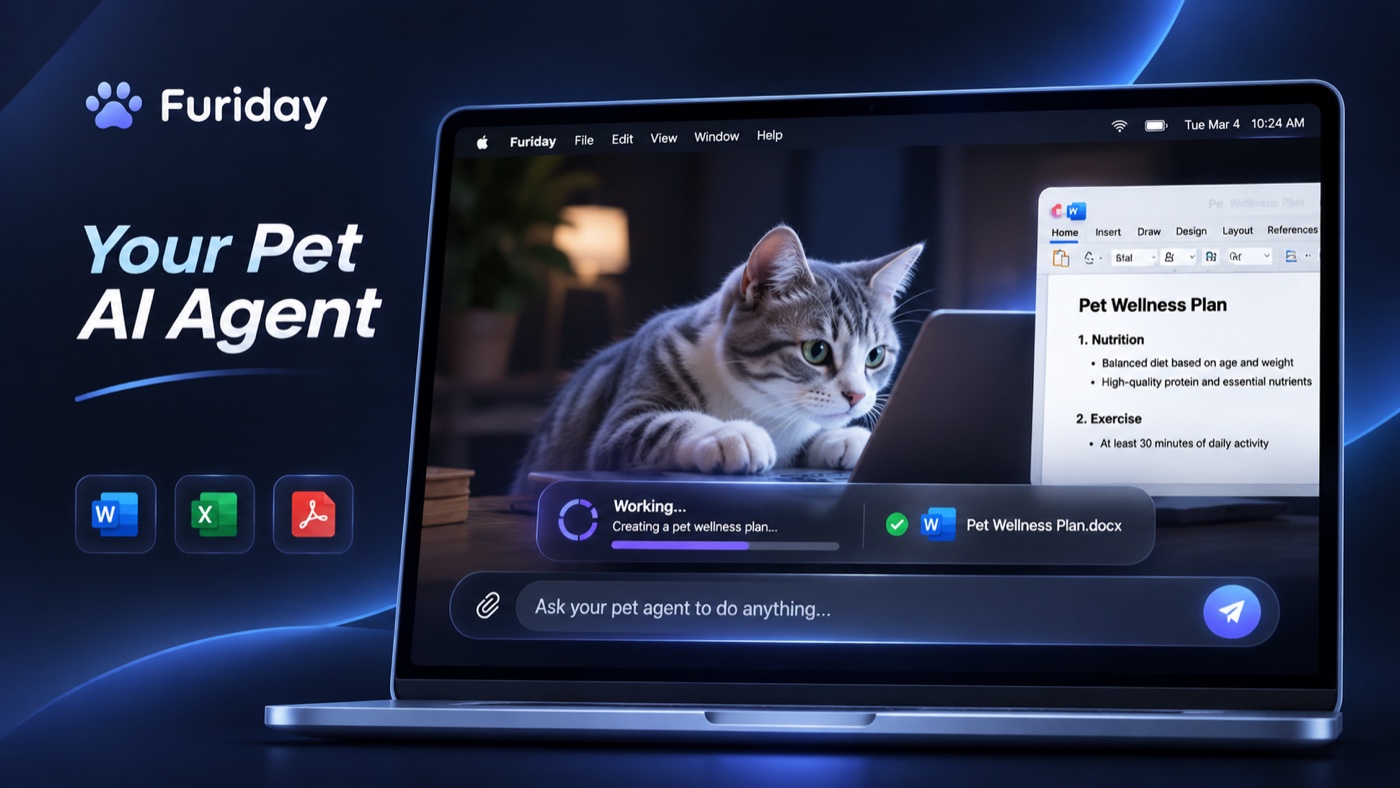 Furiday
Your Pet
AI Agent
W
X
Furiday File Edit View Window Help
Tue Mar 4 10:24 AM
W
Home Insert Draw Design Layout References
Pet Wellness Plan
1. Nutrition
• Balanced diet based on age and weight
• High-quality protein and essential nutrients
2. Exercise
• At least 30 minutes of daily activity
Working...
Creating a pet wellness plan...
W Pet Wellness Plan.docx
Ask your pet agent to do anything...